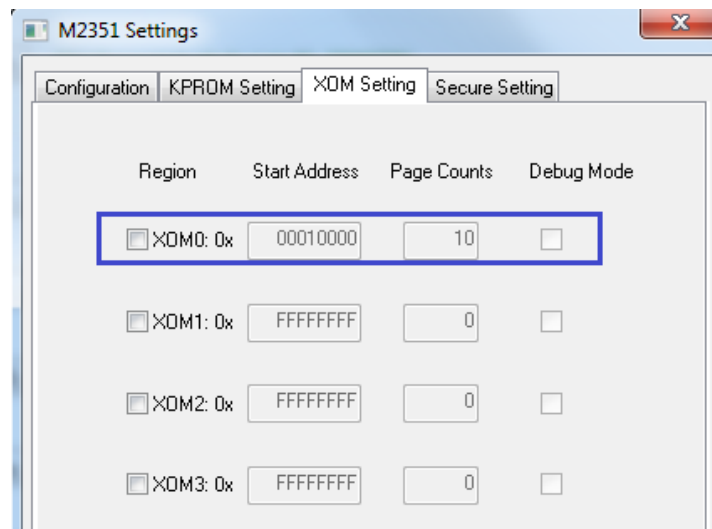 M2351 Settings
Configuration KPROM Setting XOM Setting Secure Setting
Region Start Address Page Counts Debug Mode
XOM0: 0x 00010000 10
XOM1: 0x FFFFFFFF 0
XOM2: 0x FFFFFFFF 0
XOM3: 0x FFFFFFFF 0